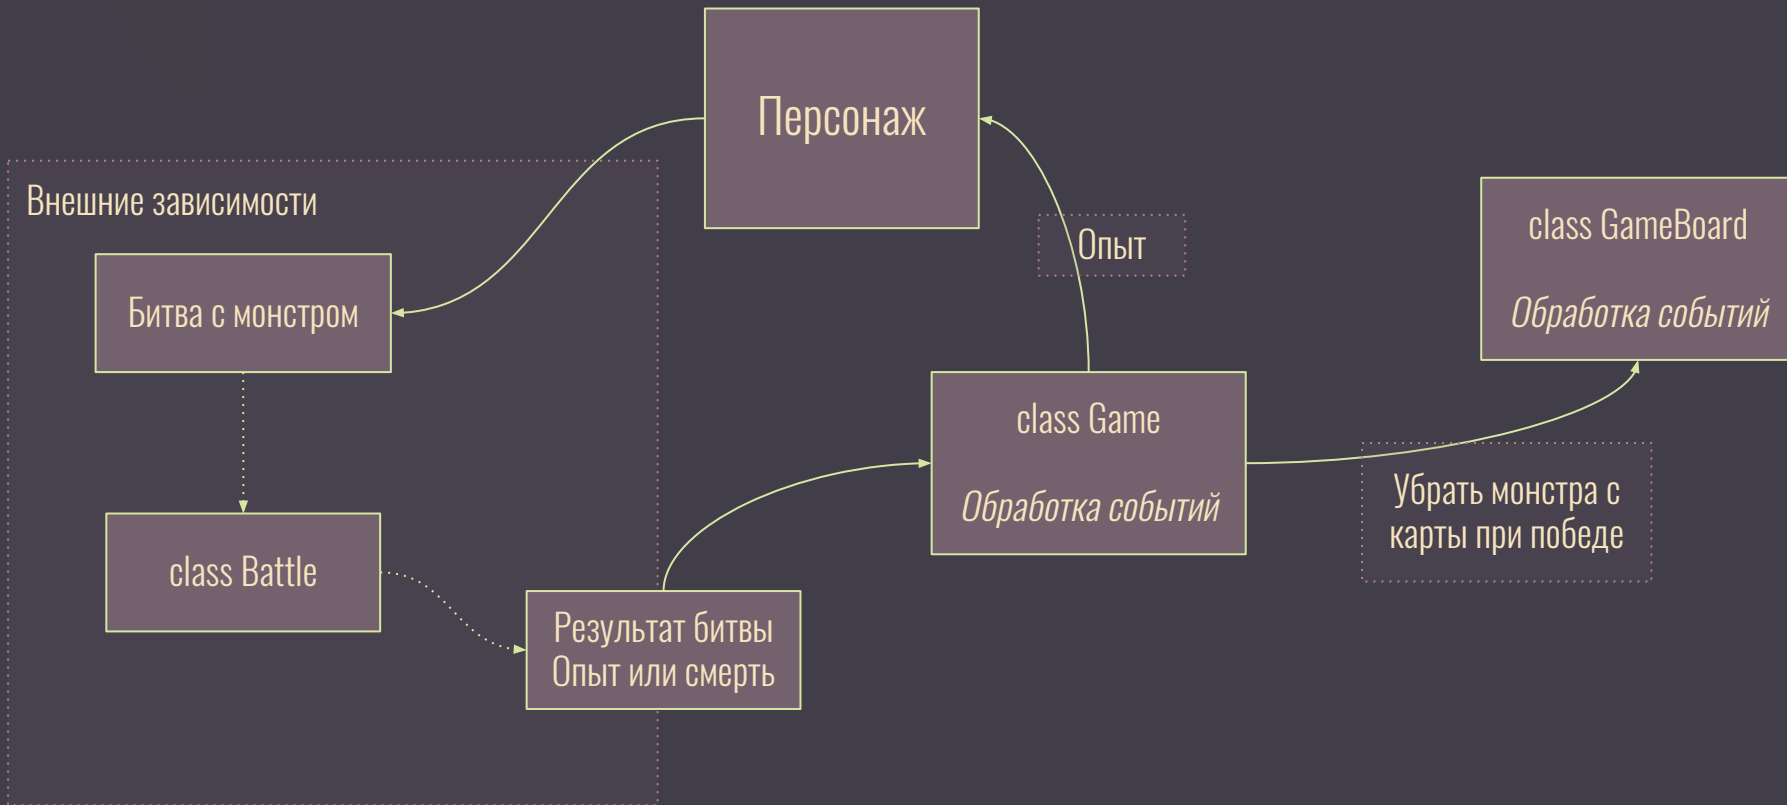 Персонаж
Внешние зависимости
Битва с монстром
class Battle
Результат битвы
Опыт или смерть
Опыт
class Game
Обработка событий
class GameBoard
Обработка событий
Убрать монстра с
карты при победе